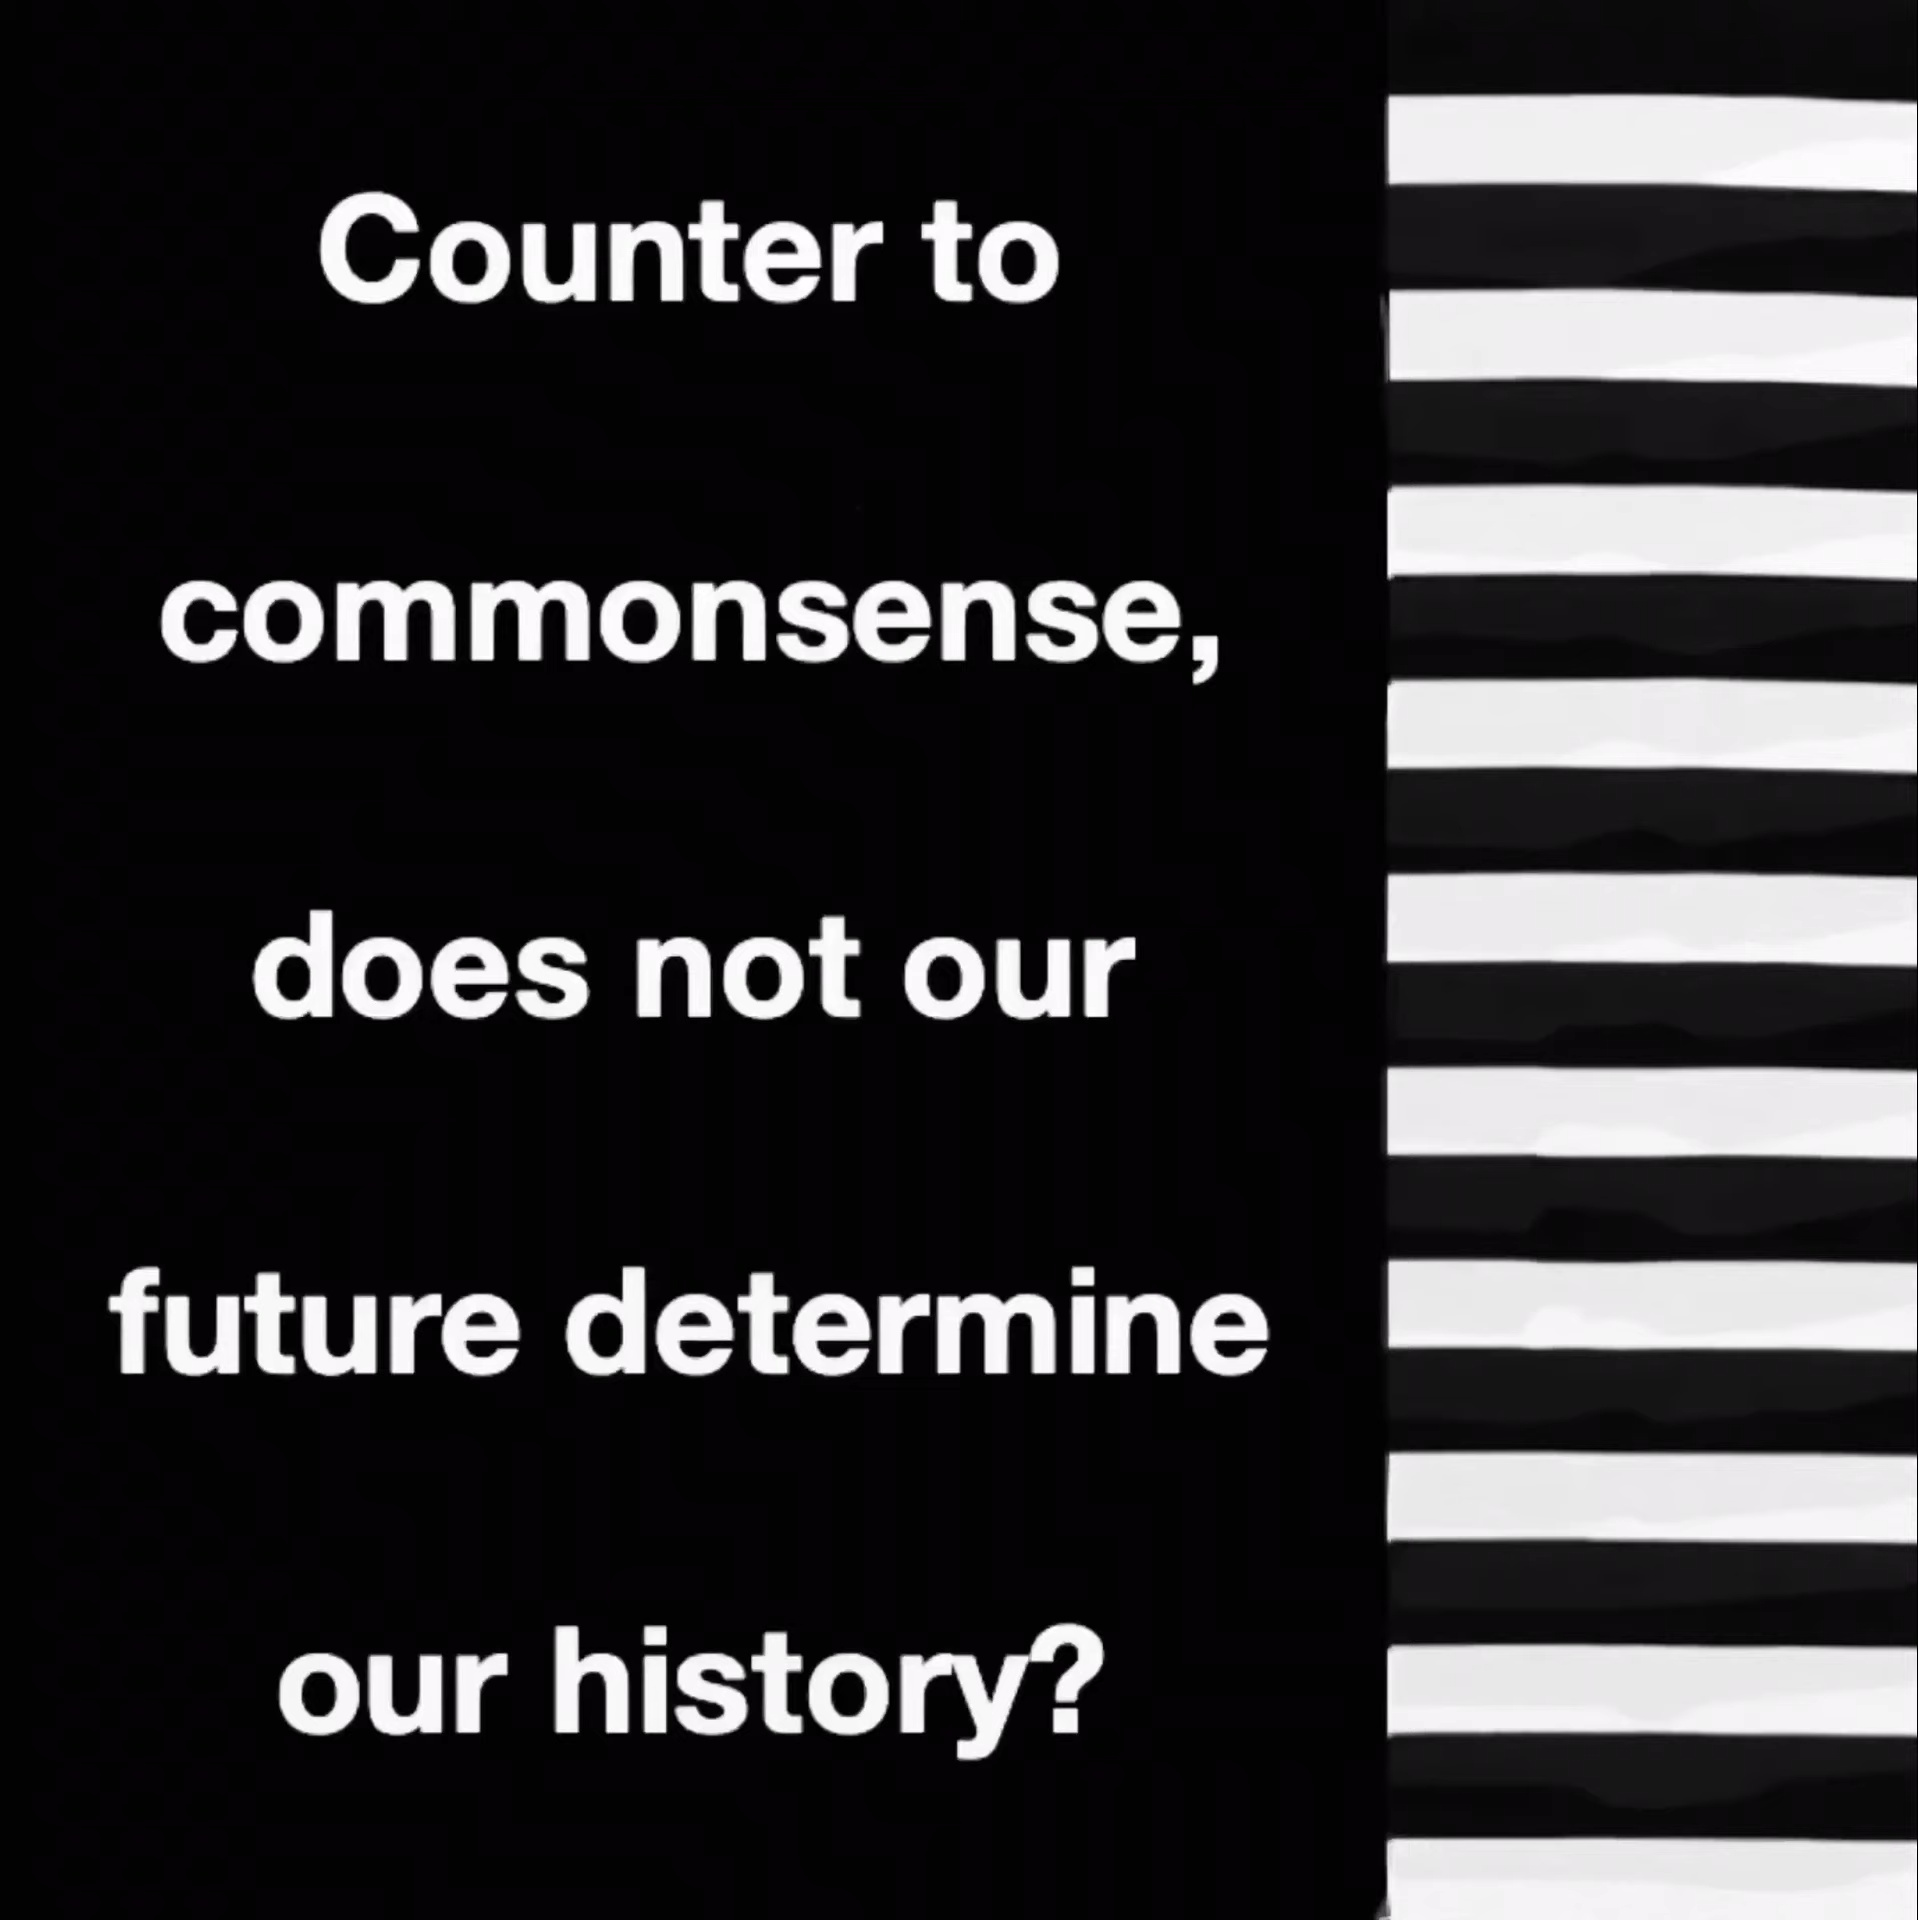 Counter to
commonsense,
does not our
future determine
our history?